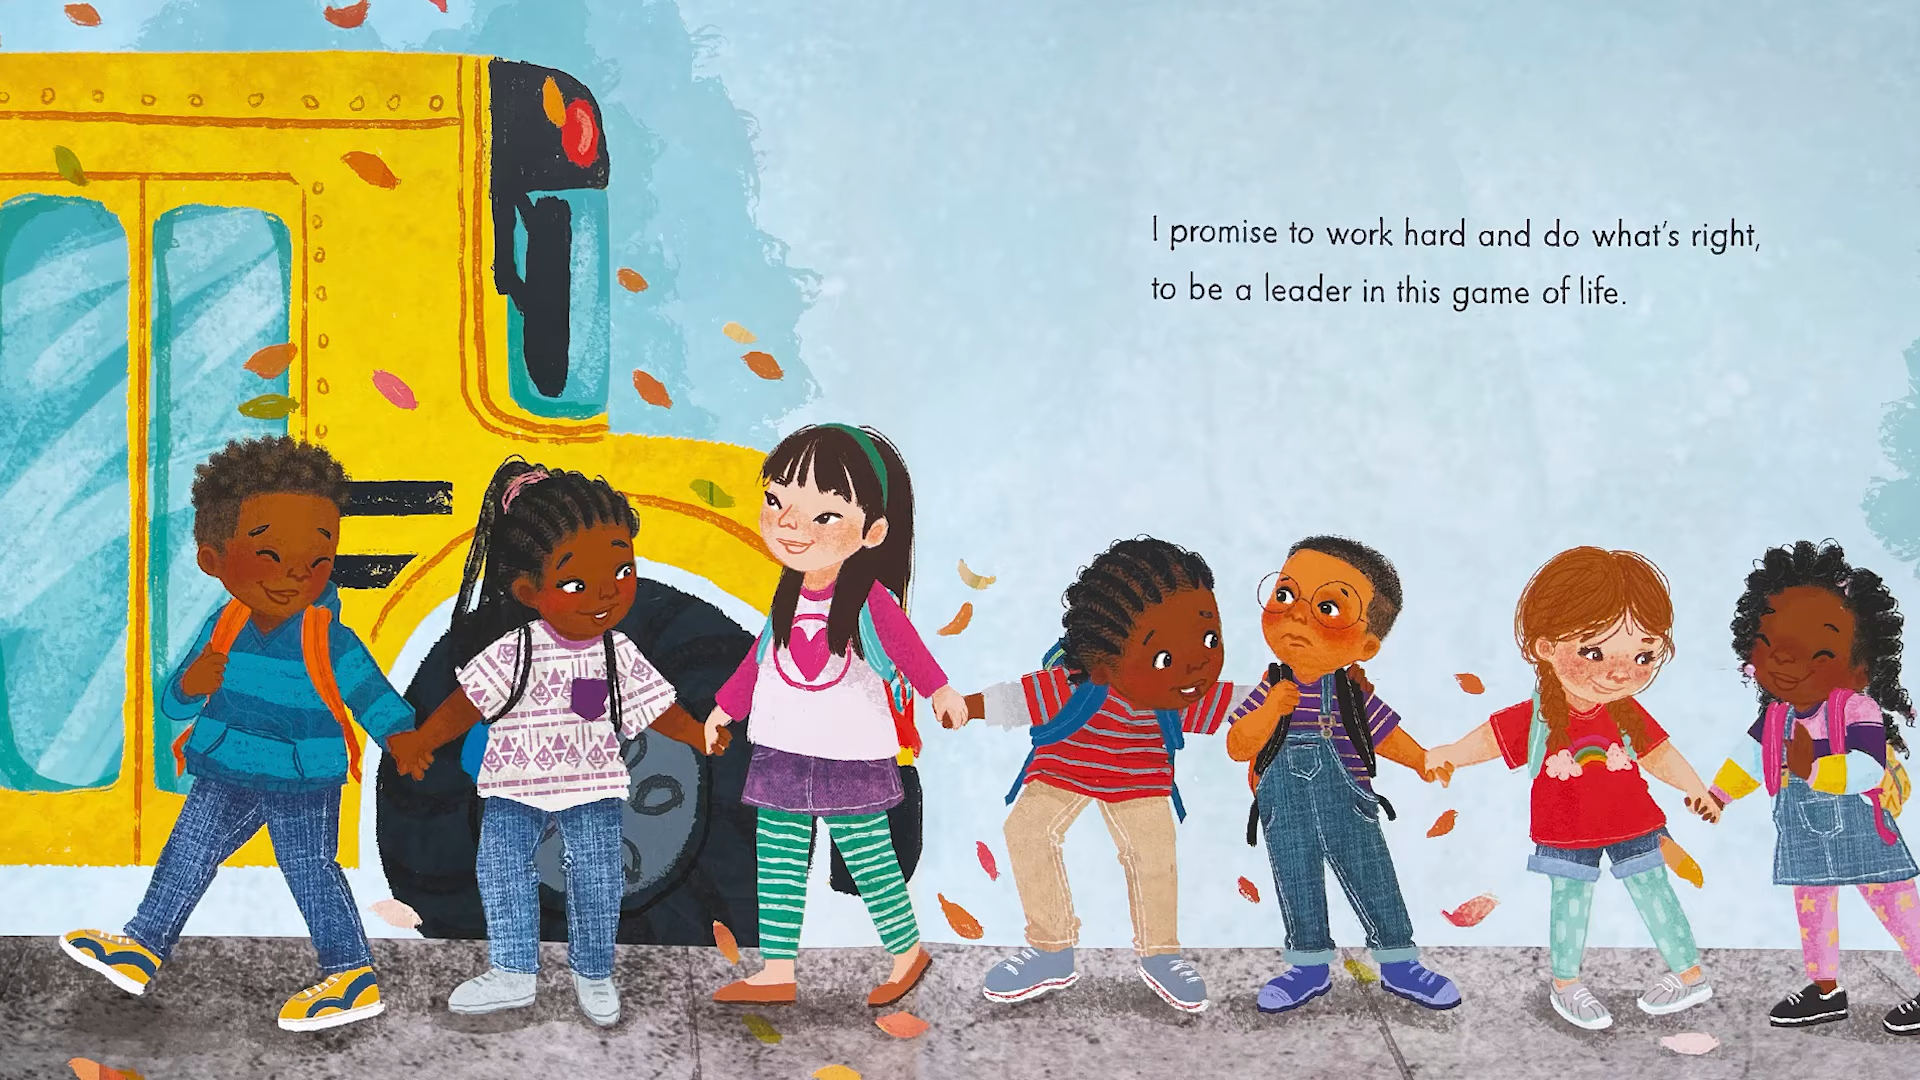 I promise to work hard and do what's right,
to be a leader in this game of life.